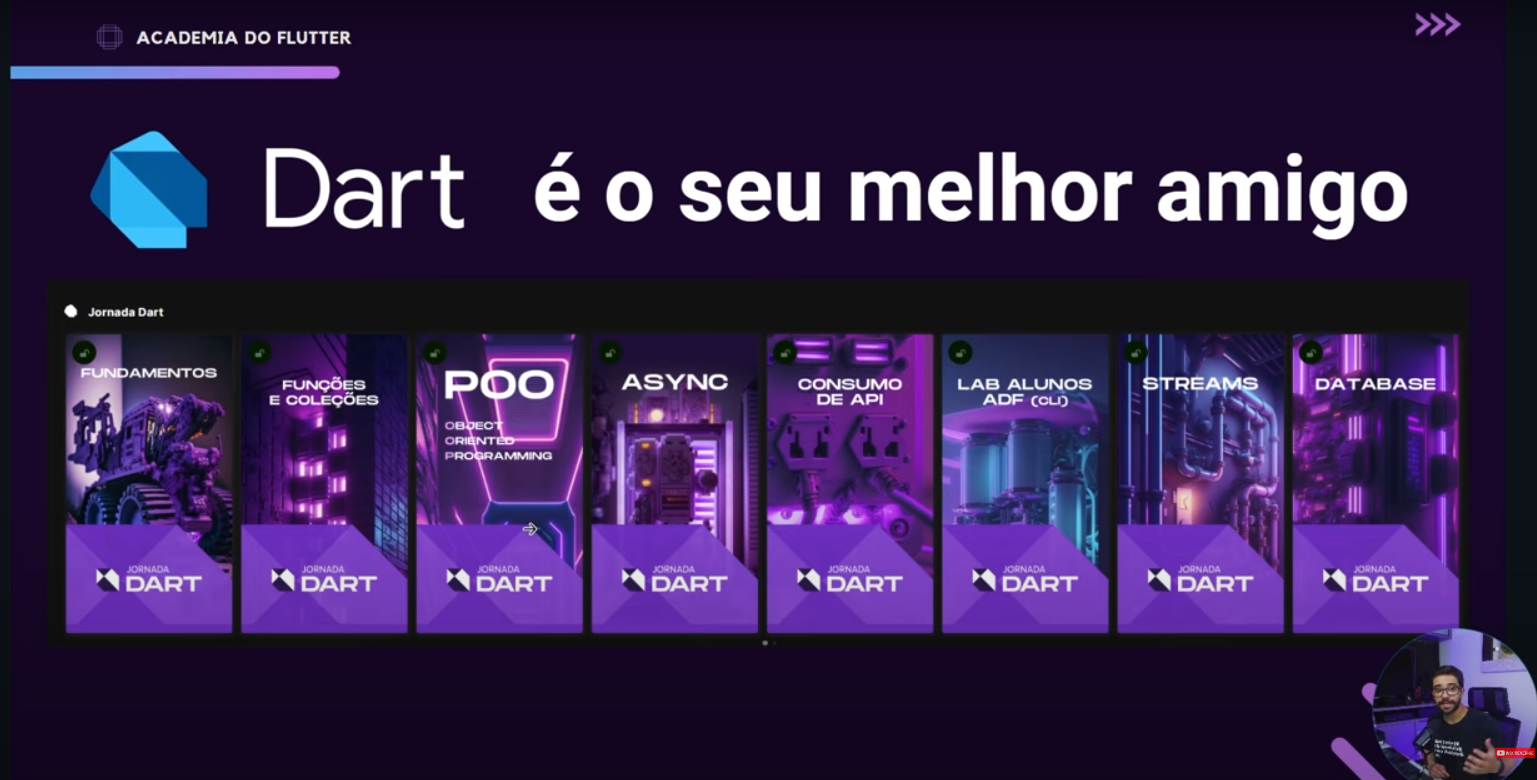 ACADEMIA DO FLUTTER
Dart é o seu melhor amigo
Jornada Dart
FUNDAMENTOS
JORNADA
DART
FUNÇÕES
E COLEÇÕES
JORNADA
DART
POO
OBJECT
ORIENTED
PROGRAMMING
JORNADA
DART
ASYNC
JORNADA
DART
CONSUMO
DE API
JORNADA
DART
LAB ALUNOS
ADF (CLI)
JORNADA
DART
STREAMS
JORNADA
DART
DATABASE
JORNADA
DART